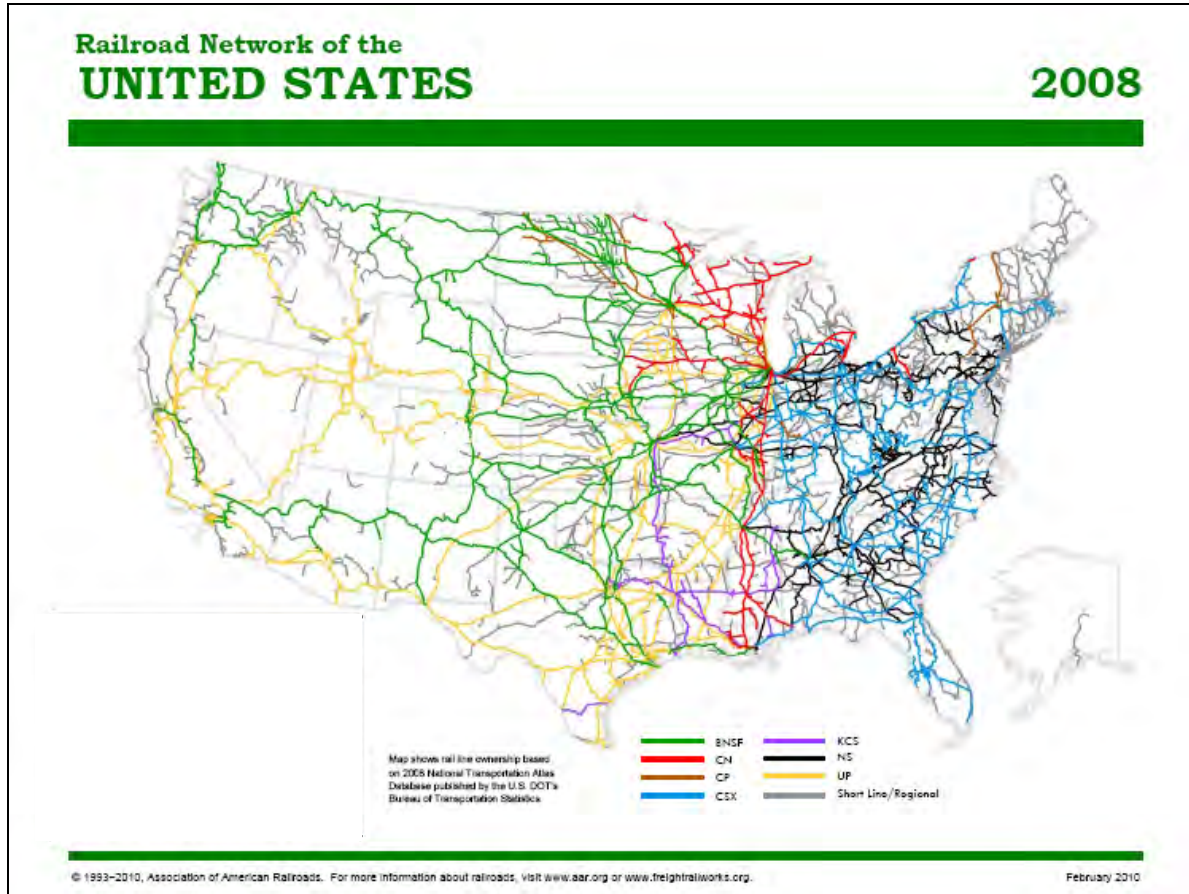 Railroad Network of the
UNITED STATES
2008
Map shows rail line ownership based
on 2008 National Transportation Atlas
Database published by the U.S. DOT's
Bureau of Transportation Statistics
BNSF
CN
CP
CSX
KCS
NS
UP
Short Line/Regional
© 1993–2010, Association of American Railroads. For more information about railroads, visit www.aar.org or www.freightrailworks.org.
February 2010